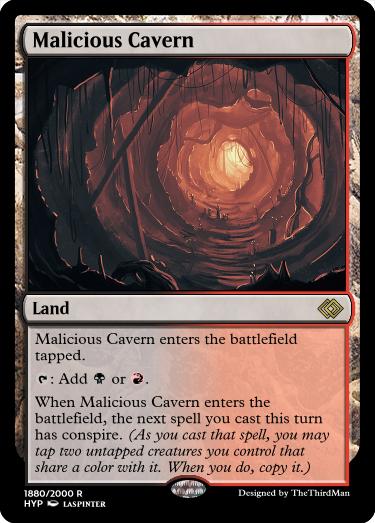 Malicious Cavern
Land
Malicious Cavern enters the battlefield
tapped.
: Add or .
When Malicious Cavern enters the
battlefield, the next spell you cast this turn
has conspire. (As you cast that spell, you may
tap two untapped creatures you control that
share a color with it. When you do, copy it.)
1880/2000 R
HYP LASPINTER
Designed by TheThirdMan